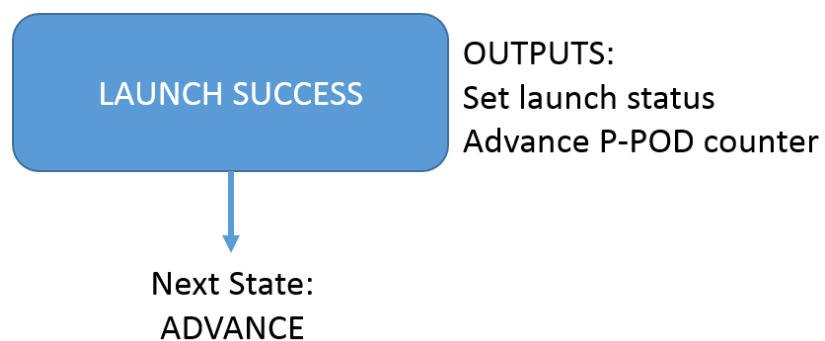 LAUNCH SUCCESS
OUTPUTS:
Set launch status
Advance P-POD counter
Next State:
ADVANCE